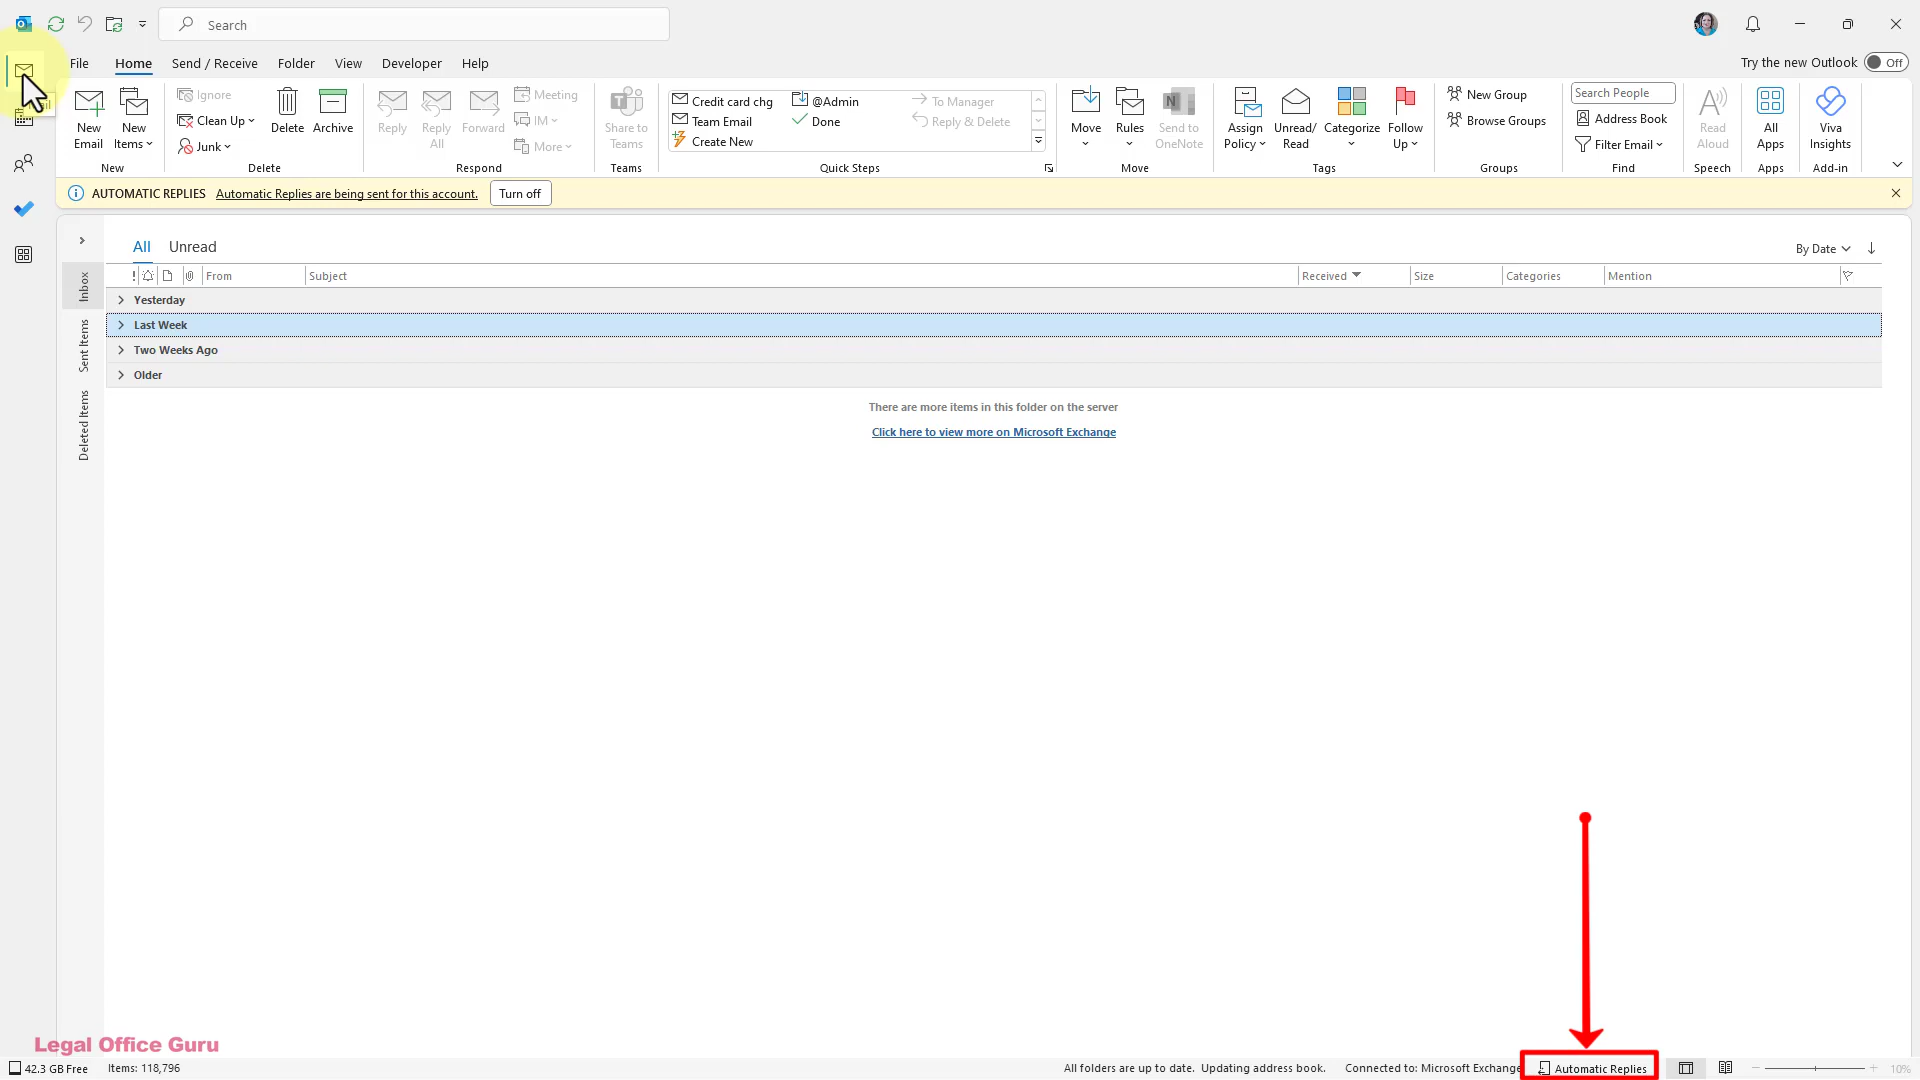 Search
File Home Send / Receive Folder View Developer Help
Try the new Outlook Off
New Email
New Items
Ignore
Clean Up
Junk
Delete
Archive
Reply
Reply All
Forward
Meeting
IM
More
Share to Teams
Credit card chg
Team Email
Create New
@Admin
Done
To Manager
Reply & Delete
Move
Rules
Send to OneNote
Assign Policy
Unread/ Read
Categorize
Follow Up
New Group
Browse Groups
Search People
Address Book
Filter Email
Read Aloud
All Apps
Viva Insights
New Delete Respond Teams Quick Steps Move Tags Groups Find Speech Apps Add-in
AUTOMATIC REPLIES Automatic Replies are being sent for this account. Turn off
All Unread
By Date
! From Subject Received Size Categories Mention
Inbox
Sent Items
Deleted Items
Yesterday
Last Week
Two Weeks Ago
Older
There are more items in this folder on the server
Click here to view more on Microsoft Exchange
Legal Office Guru
42.3 GB Free Items: 118,796 All folders are up to date. Updating address book. Connected to: Microsoft Exchange Automatic Replies 10%